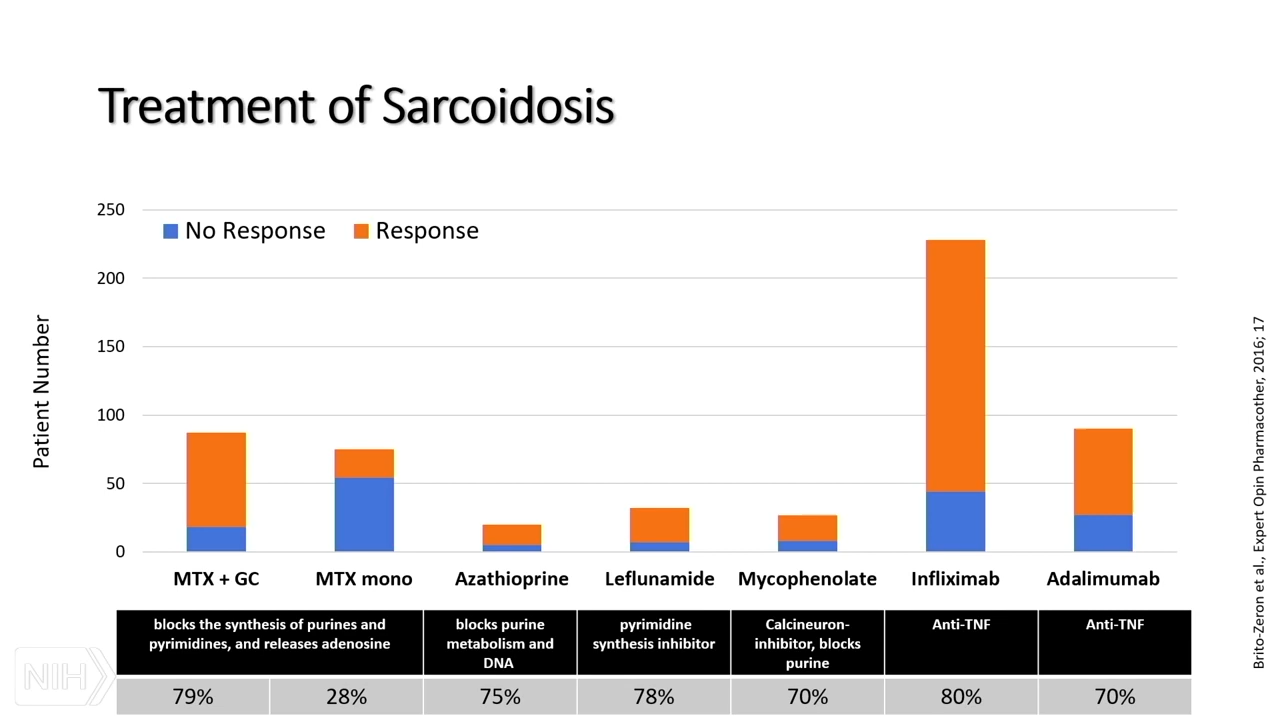 Treatment of Sarcoidosis
250
No Response
Response
200
150
100
50
0
Patient Number
MTX + GC
MTX mono
Azathioprine
Leflunamide
Mycophenolate
Infliximab
Adalimumab
blocks the synthesis of purines and
pyrimidines, and releases adenosine
blocks purine
metabolism and
DNA
pyrimidine
synthesis inhibitor
Calcineuron-
inhibitor, blocks
purine
Anti-TNF
Anti-TNF
79%
28%
75%
78%
70%
80%
70%
Brito-Zeron et al., Expert Opin Pharmacother, 2016; 17
NIH